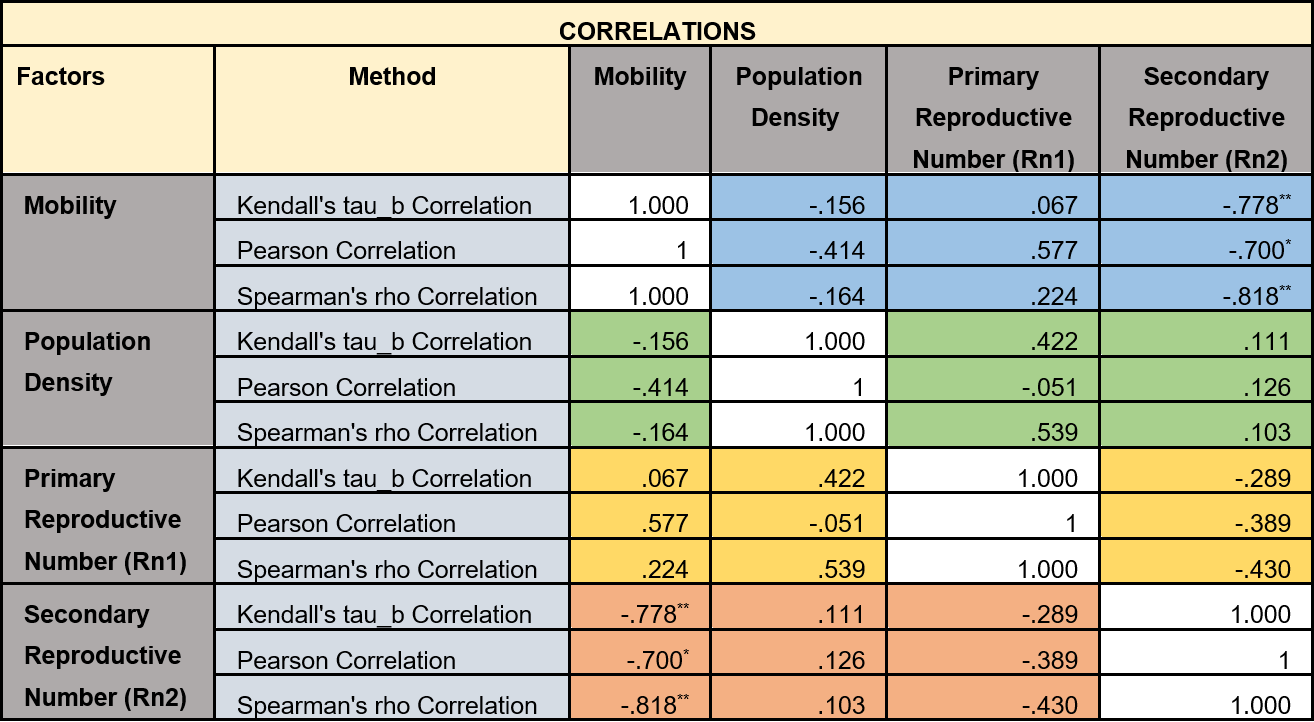 CORRELATIONS
Factors Method Mobility Population Density Primary Reproductive Number (Rn1) Secondary Reproductive Number (Rn2)
Mobility Kendall's tau_b Correlation 1.000 -.156 .067 -.778**
Pearson Correlation 1 -.414 .577 -.700*
Spearman's rho Correlation 1.000 -.164 .224 -.818**
Population Density Kendall's tau_b Correlation -.156 1.000 .422 .111
Pearson Correlation -.414 1 -.051 .126
Spearman's rho Correlation -.164 1.000 .539 .103
Primary Reproductive Number (Rn1) Kendall's tau_b Correlation .067 .422 1.000 -.289
Pearson Correlation .577 -.051 1 -.389
Spearman's rho Correlation .224 .539 1.000 -.430
Secondary Reproductive Number (Rn2) Kendall's tau_b Correlation -.778** .111 -.289 1.000
Pearson Correlation -.700* .126 -.389 1
Spearman's rho Correlation -.818** .103 -.430 1.000